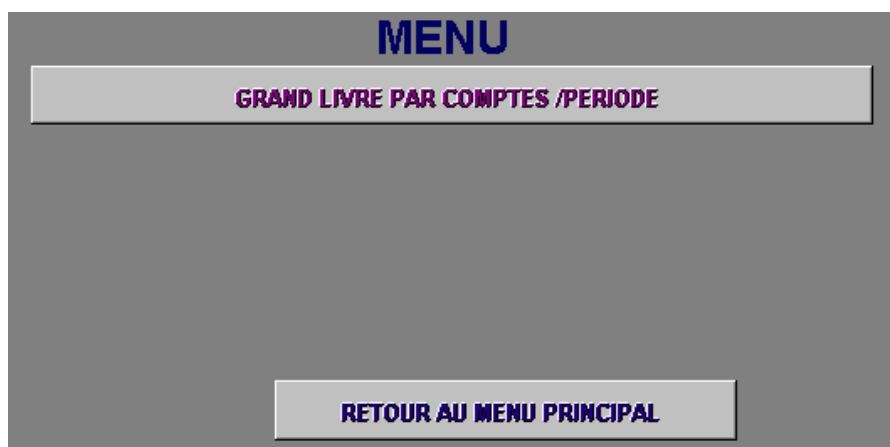 MENU
GRAND LIVRE PAR COMPTES /PERIODE
RETOUR AU MENU PRINCIPAL